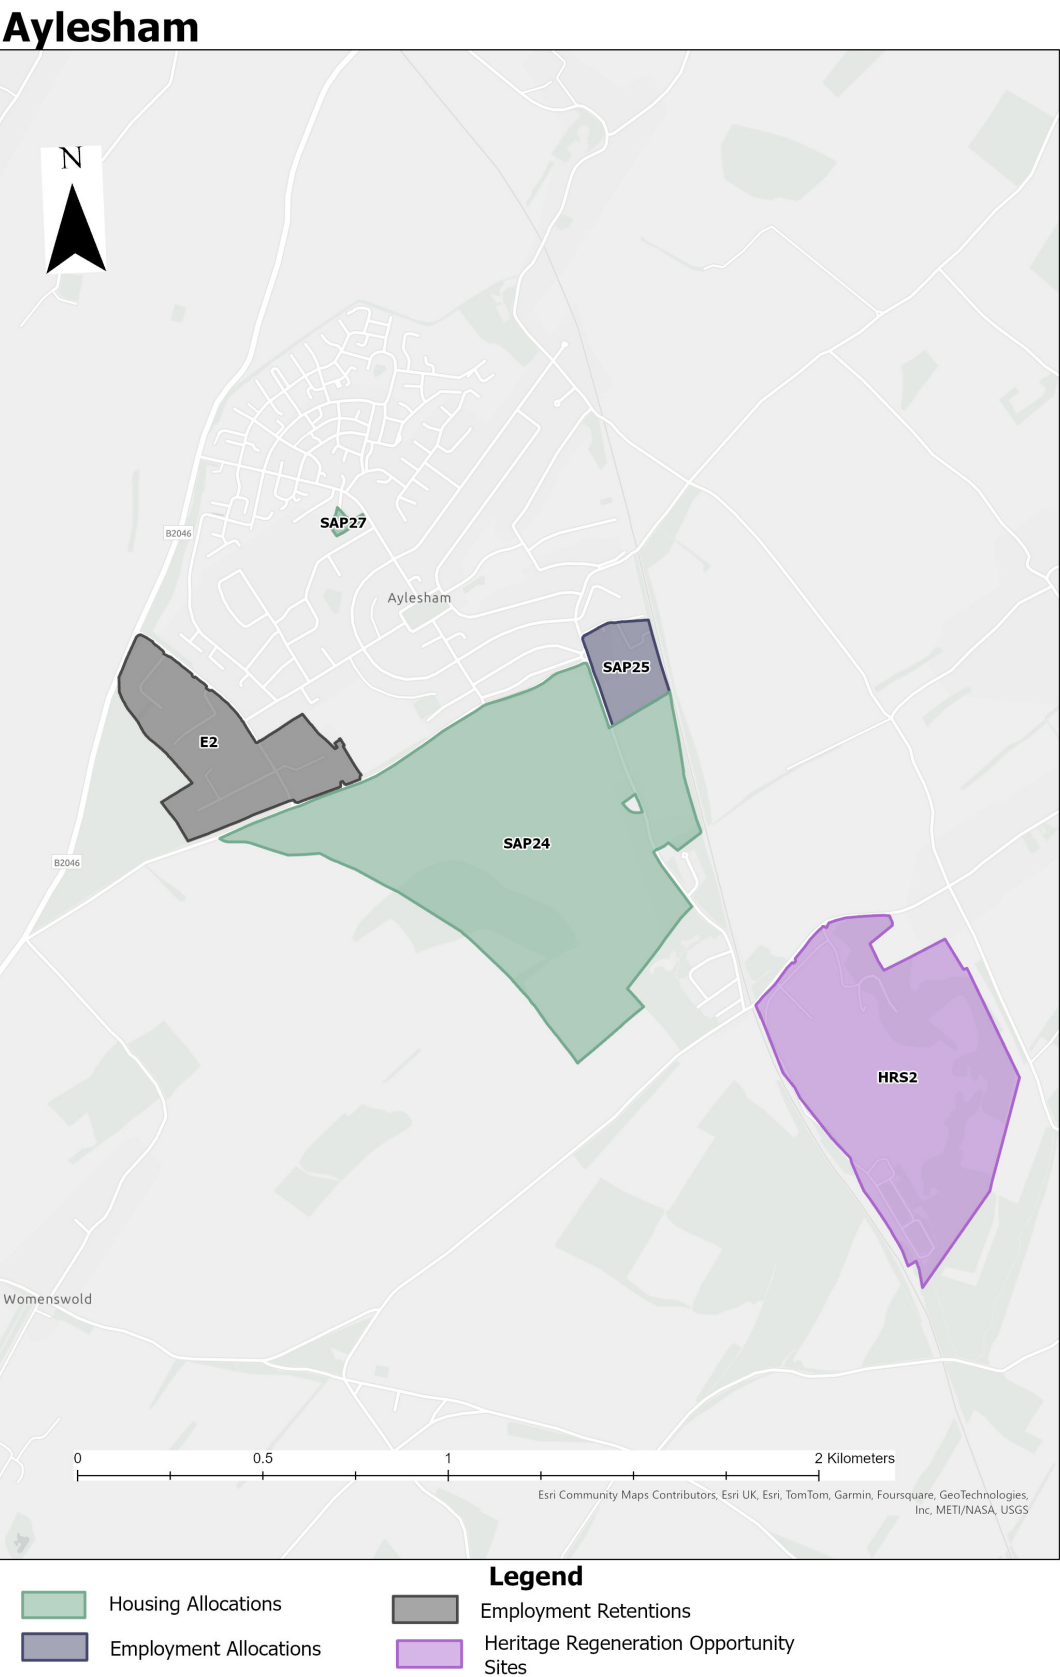 Aylesham
N
SAP27
B2046
Aylesham
SAP25
E2
SAP24
B2046
HRS2
Womenswold
0 0.5 1 2 Kilometers
Esri Community Maps Contributors, Esri UK, Esri, TomTom, Garmin, Foursquare, GeoTechnologies,
Inc, METI/NASA, USGS
Legend
Housing Allocations
Employment Allocations
Employment Retentions
Heritage Regeneration Opportunity
Sites